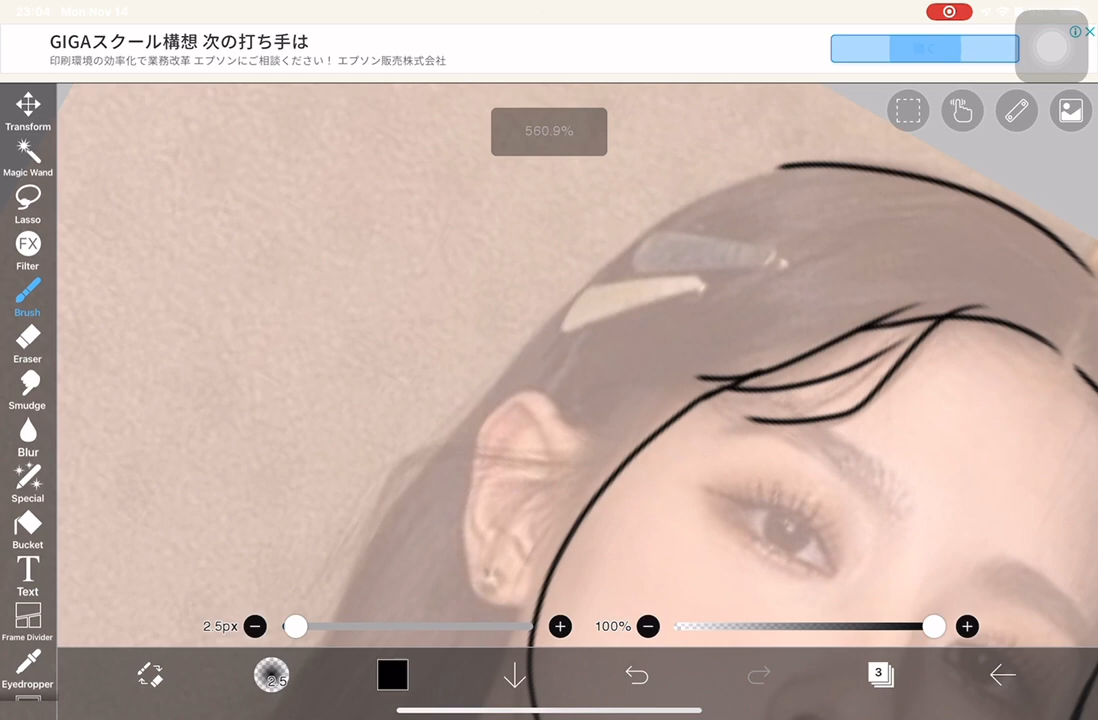 23:04 Mon Nov 14
GIGAスクール構想 次の打ち手は
印刷環境の効率化で業務改革 エプソンにご相談ください！ エプソン販売株式会社
開く
560.9%
Transform
Magic Wand
Lasso
FX
Filter
Brush
Eraser
Smudge
Blur
Special
Bucket
T
Text
Frame Divider
Eyedropper
2.5px
100%
2.5
3